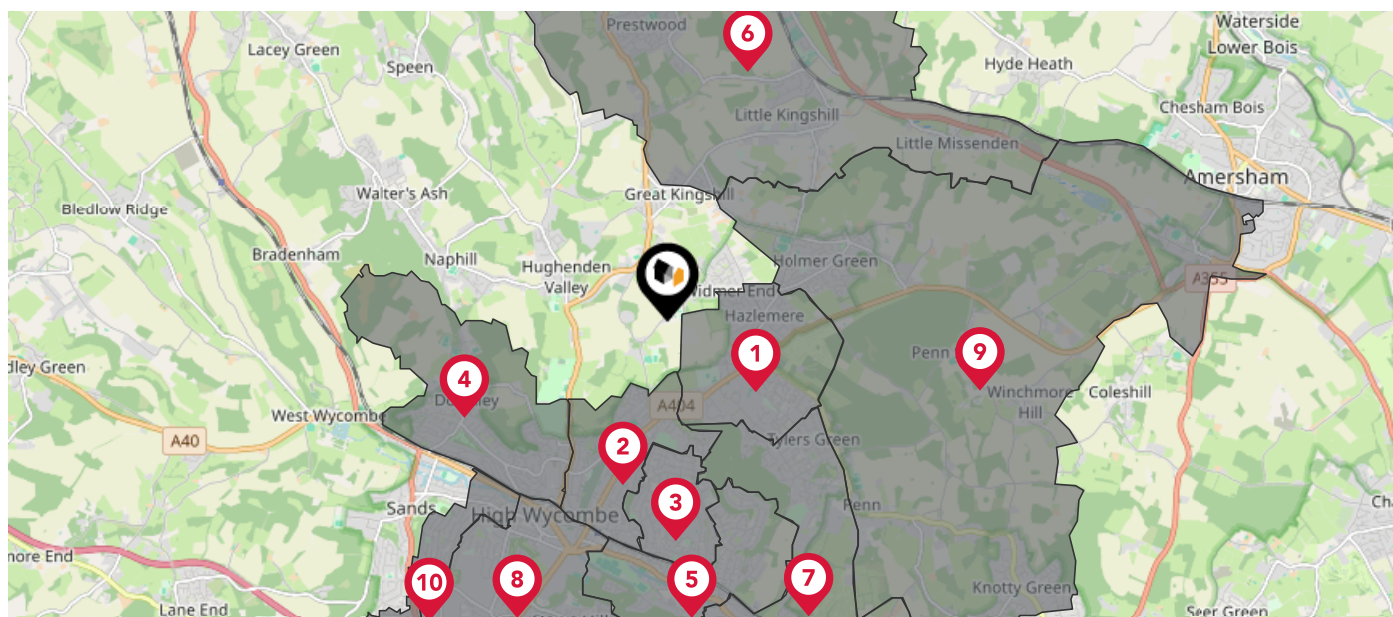 Prestwood
6
Waterside
Lower Bois
Lacey Green
Speen
Hyde Heath
Chesham Bois
Little Kingshill
Little Missenden
Amersham
Walter's Ash
Great Kingshill
Bledlow Ridge
Bradenham
Naphill
Hughenden
Valley
Holmer Green
A355
Widmer End
Hazlemere
1
9
Penn
dley Green
4
Winchmore
Hill
Coleshill
West Wycombe
A404
A40
2
Tylers Green
3
Penn
Sands
High Wycombe
nore End
10
8
5
7
Knotty Green
Lane End
Seer Green